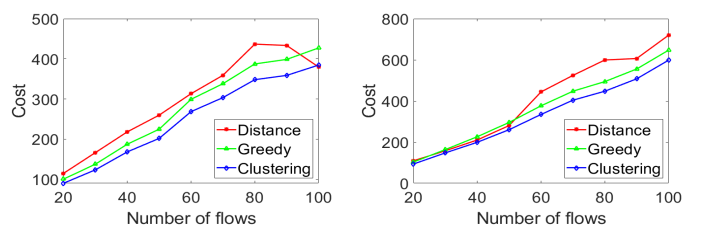 500
400
300
200
100
20 40 60 80 100
Cost
Number of flows
Distance
Greedy
Clustering
800
600
400
200
0
20 40 60 80 100
Cost
Number of flows
Distance
Greedy
Clustering